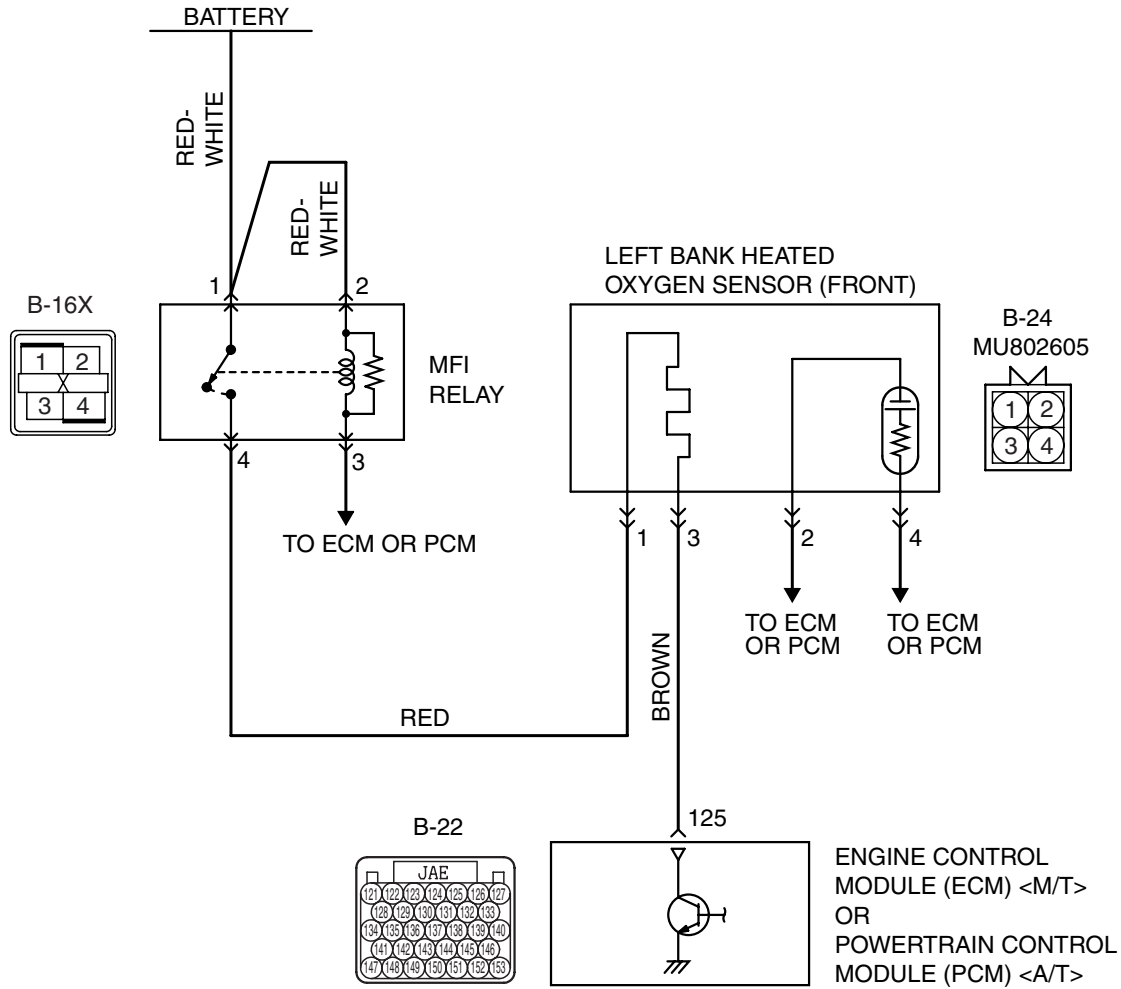 BATTERY
RED-
WHITE
RED-
WHITE
1
2
B-16X
1 2
3 4
MFI
RELAY
4
3
TO ECM OR PCM
LEFT BANK HEATED
OXYGEN SENSOR (FRONT)
B-24
MU802605
1 2
3 4
1
3
2
4
TO ECM
OR PCM
TO ECM
OR PCM
BROWN
RED
125
B-22
JAE
121 122 123 124 125 126 127
128 129 130 131 132 133
134 135 136 137 138 139 140
141 142 143 144 145 146
147 148 149 150 151 152 153
ENGINE CONTROL
MODULE (ECM) <M/T>
OR
POWERTRAIN CONTROL
MODULE (PCM) <A/T>